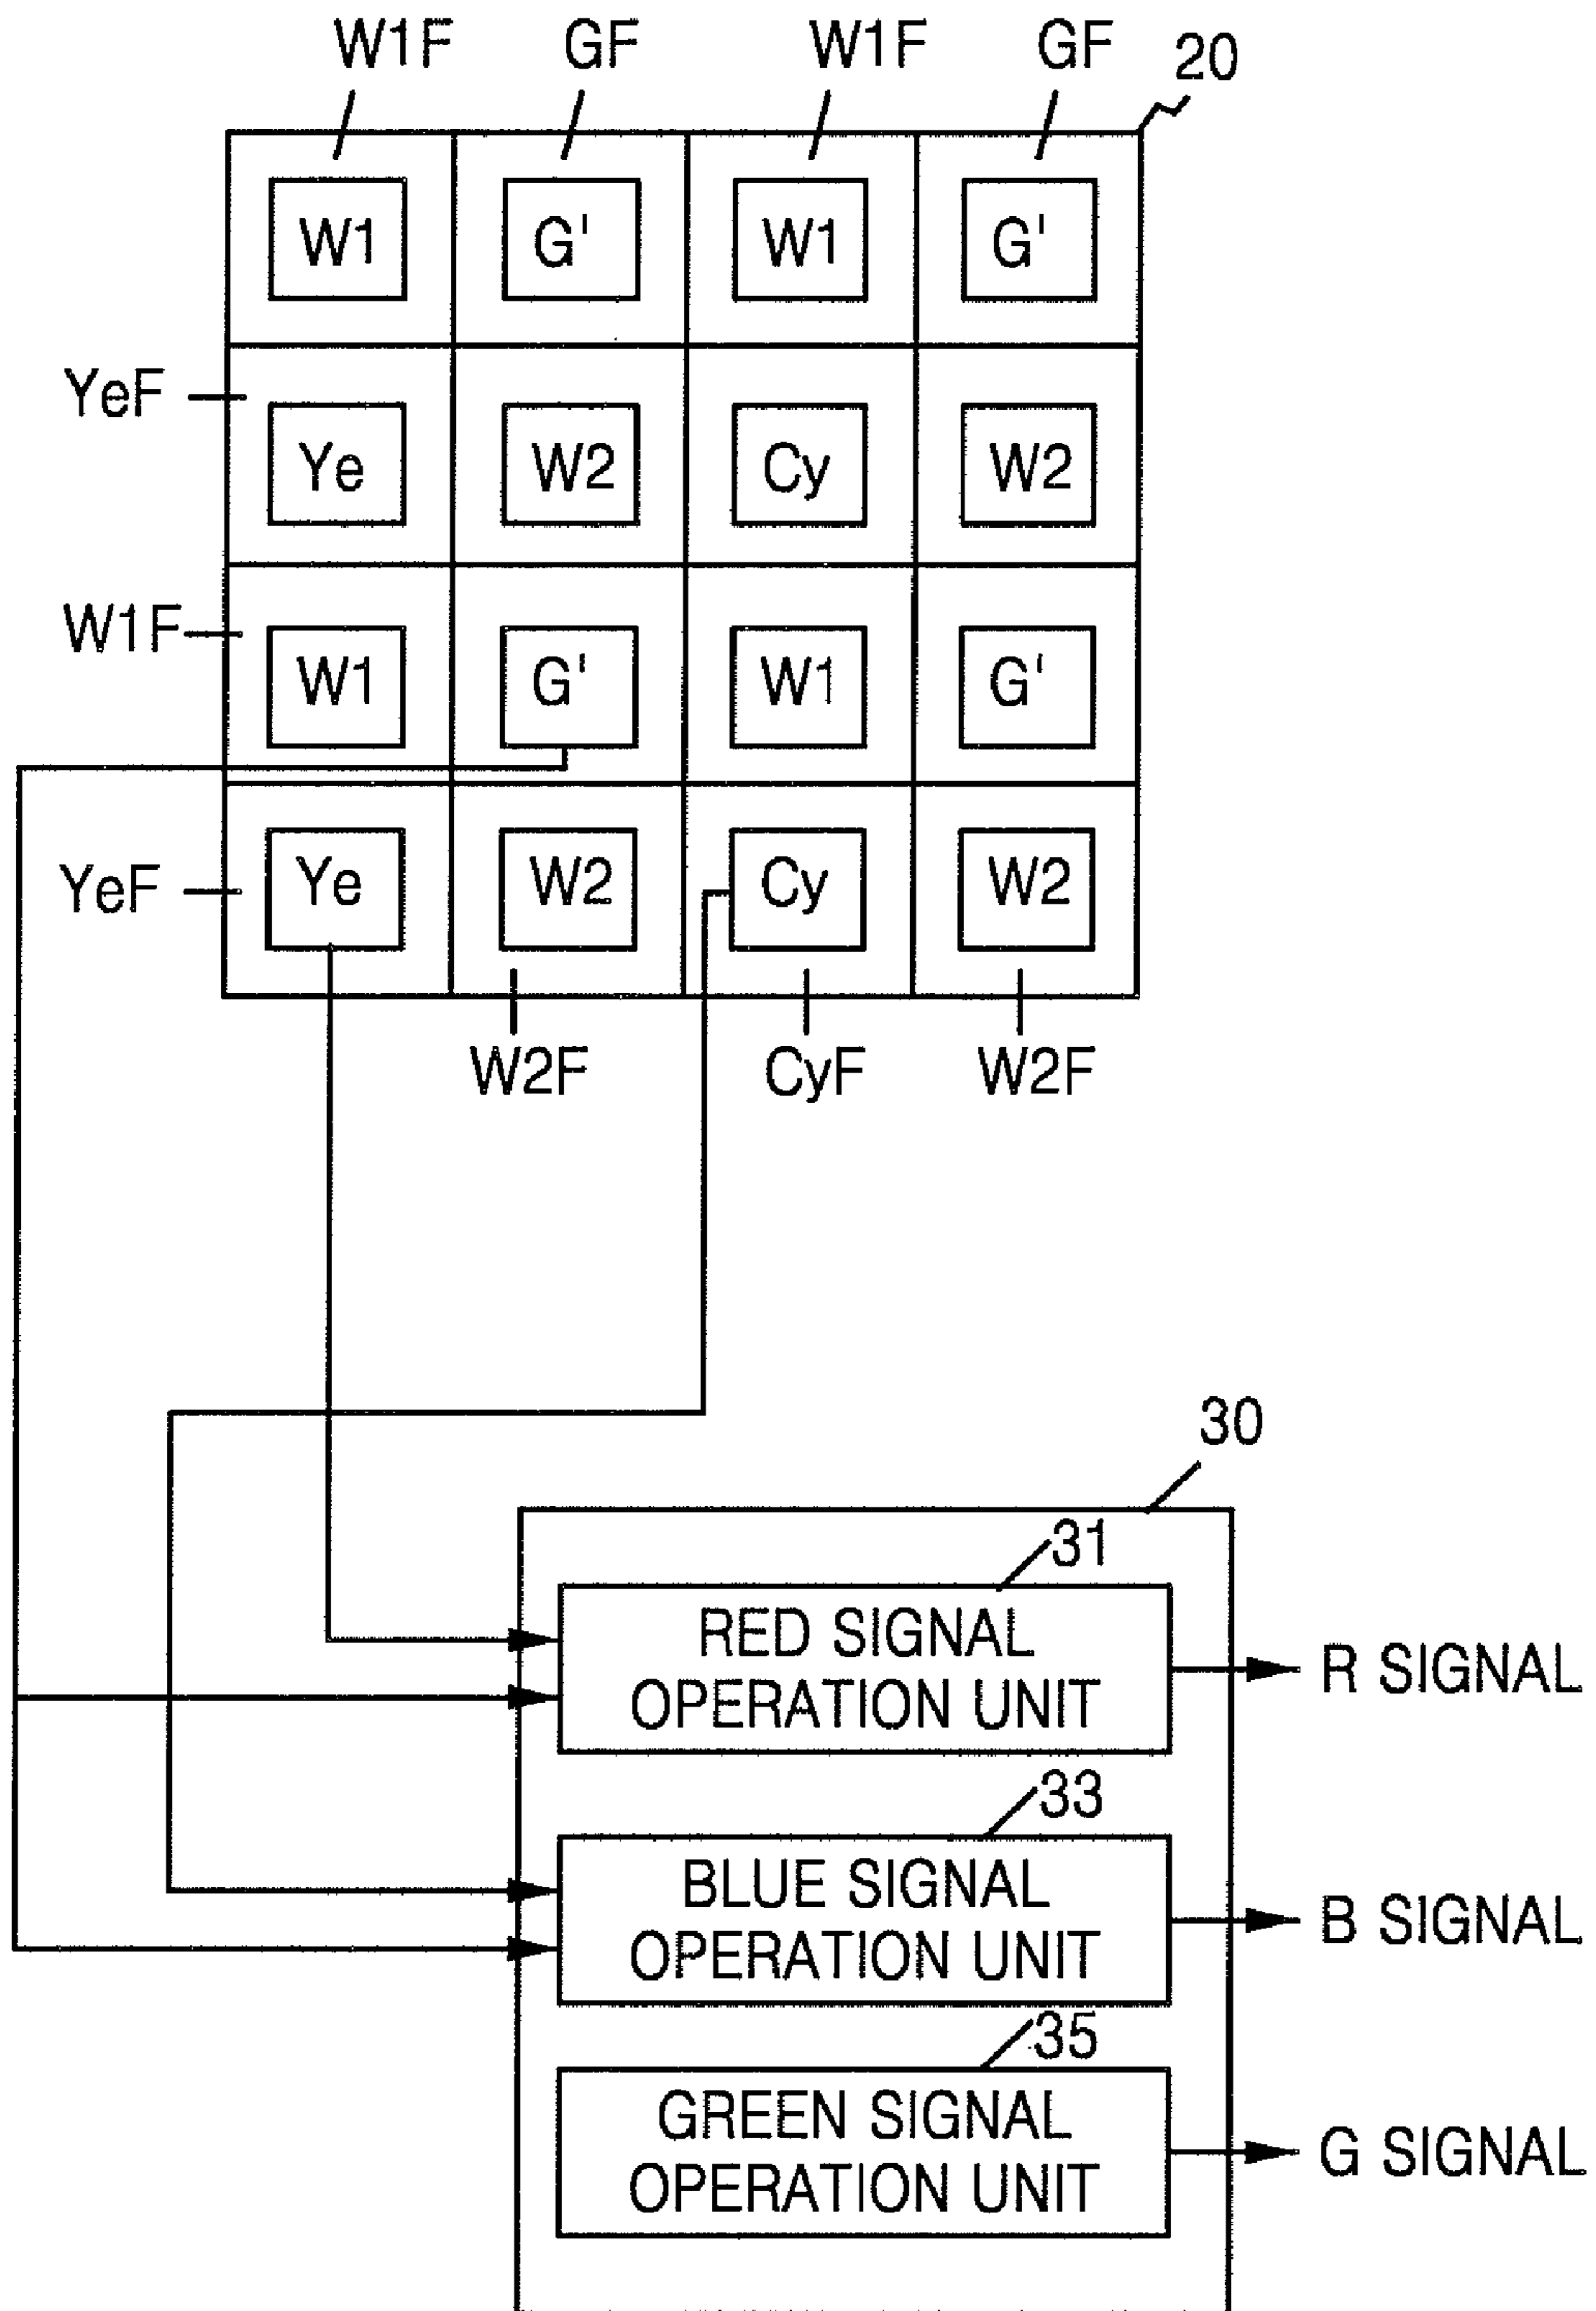 W1F GF W1F GF 20
W1 G' W1 G'
YeF
Ye W2 Cy W2
W1F
W1 G' W1 G'
YeF
Ye W2 Cy W2
W2F CyF W2F
30
31
RED SIGNAL
OPERATION UNIT
R SIGNAL
33
BLUE SIGNAL
OPERATION UNIT
B SIGNAL
35
GREEN SIGNAL
OPERATION UNIT
G SIGNAL